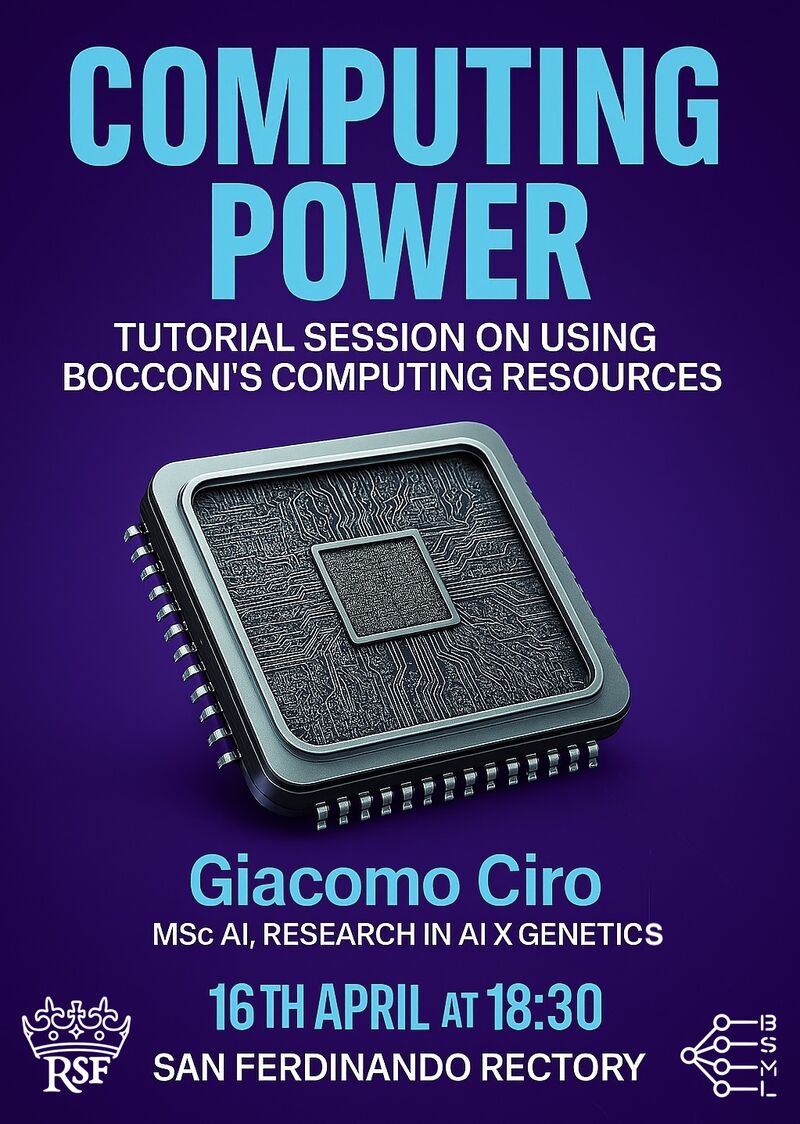 COMPUTING
POWER
TUTORIAL SESSION ON USING
BOCCONI'S COMPUTING RESOURCES
Giacomo Ciro
MSc AI, RESEARCH IN AI X GENETICS
16TH APRIL AT 18:30
SAN FERDINANDO RECTORY
RSF
BSML